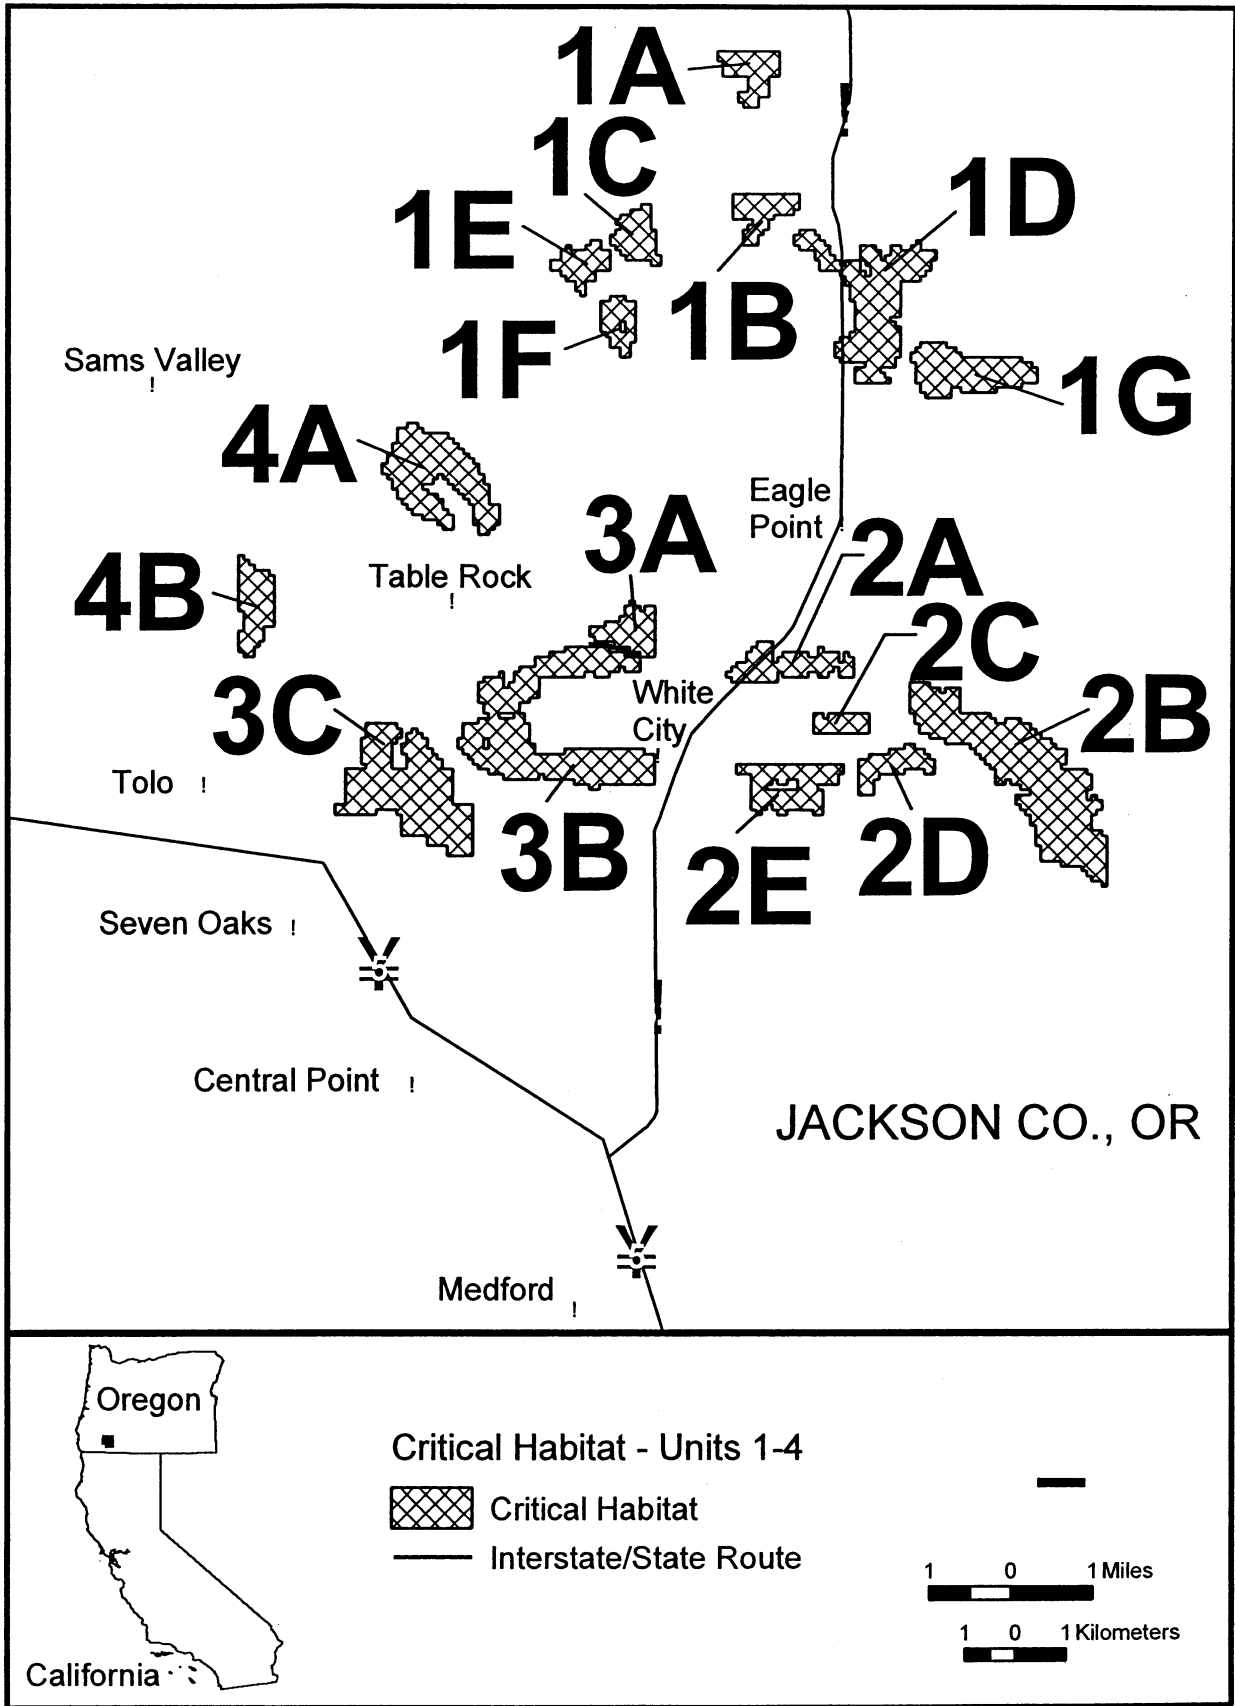 1A
1C
1E
1D
1B
1F
1G
Sams Valley
4A
Eagle
Point
3A
2A
4B
Table Rock
2C
3C
White
City
2B
Tolo
3B
2E
2D
Seven Oaks
Central Point
JACKSON CO., OR
Medford
Oregon
California
Critical Habitat - Units 1-4
Critical Habitat
Interstate/State Route
1 0 1 Miles
1 0 1 Kilometers